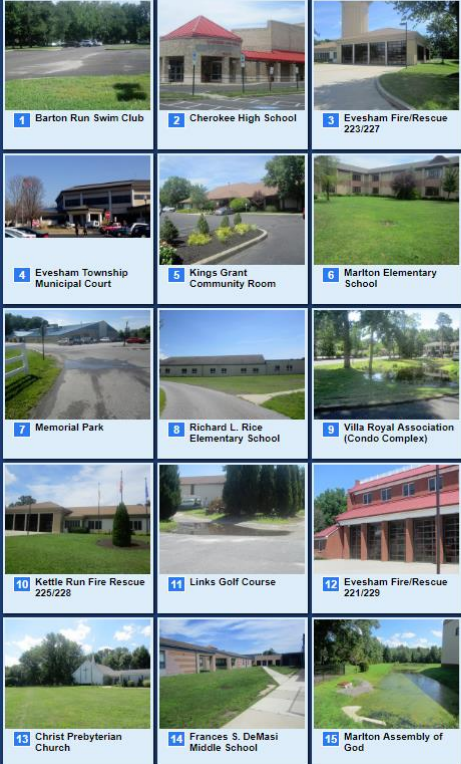 1 Barton Run Swim Club
2 Cherokee High School
3 Evesham Fire/Rescue
223/227
4 Evesham Township
Municipal Court
5 Kings Grant
Community Room
6 Marlton Elementary
School
7 Memorial Park
8 Richard L. Rice
Elementary School
9 Villa Royal Association
(Condo Complex)
10 Kettle Run Fire Rescue
225/228
11 Links Golf Course
12 Evesham Fire/Rescue
221/229
13 Christ Prebyterian
Church
14 Frances S. DeMasi
Middle School
15 Marlton Assembly of
God